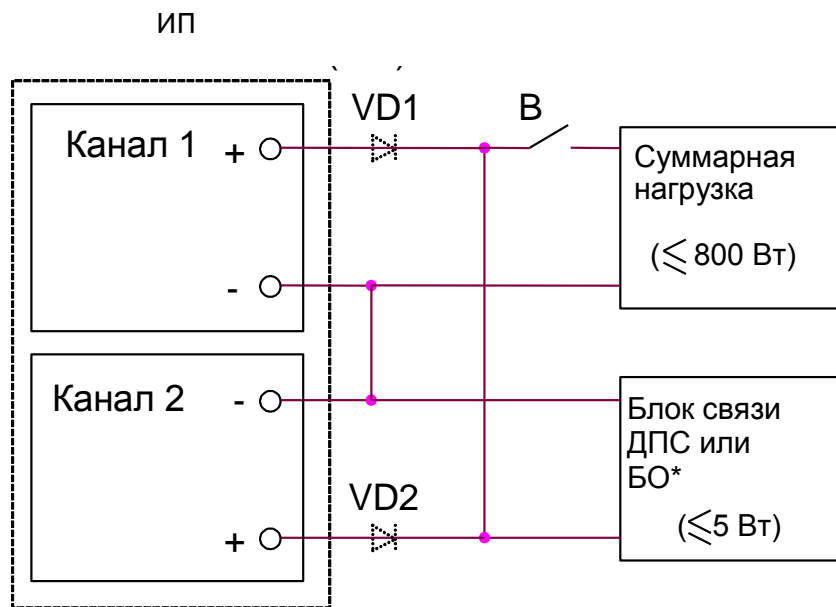 ИП
VD1
В
Канал 1
+
-
Суммарная
нагрузка
(≤ 800 Вт)
Канал 2
-
+
VD2
Блок связи
ДПС или
БО*
(≤5 Вт)